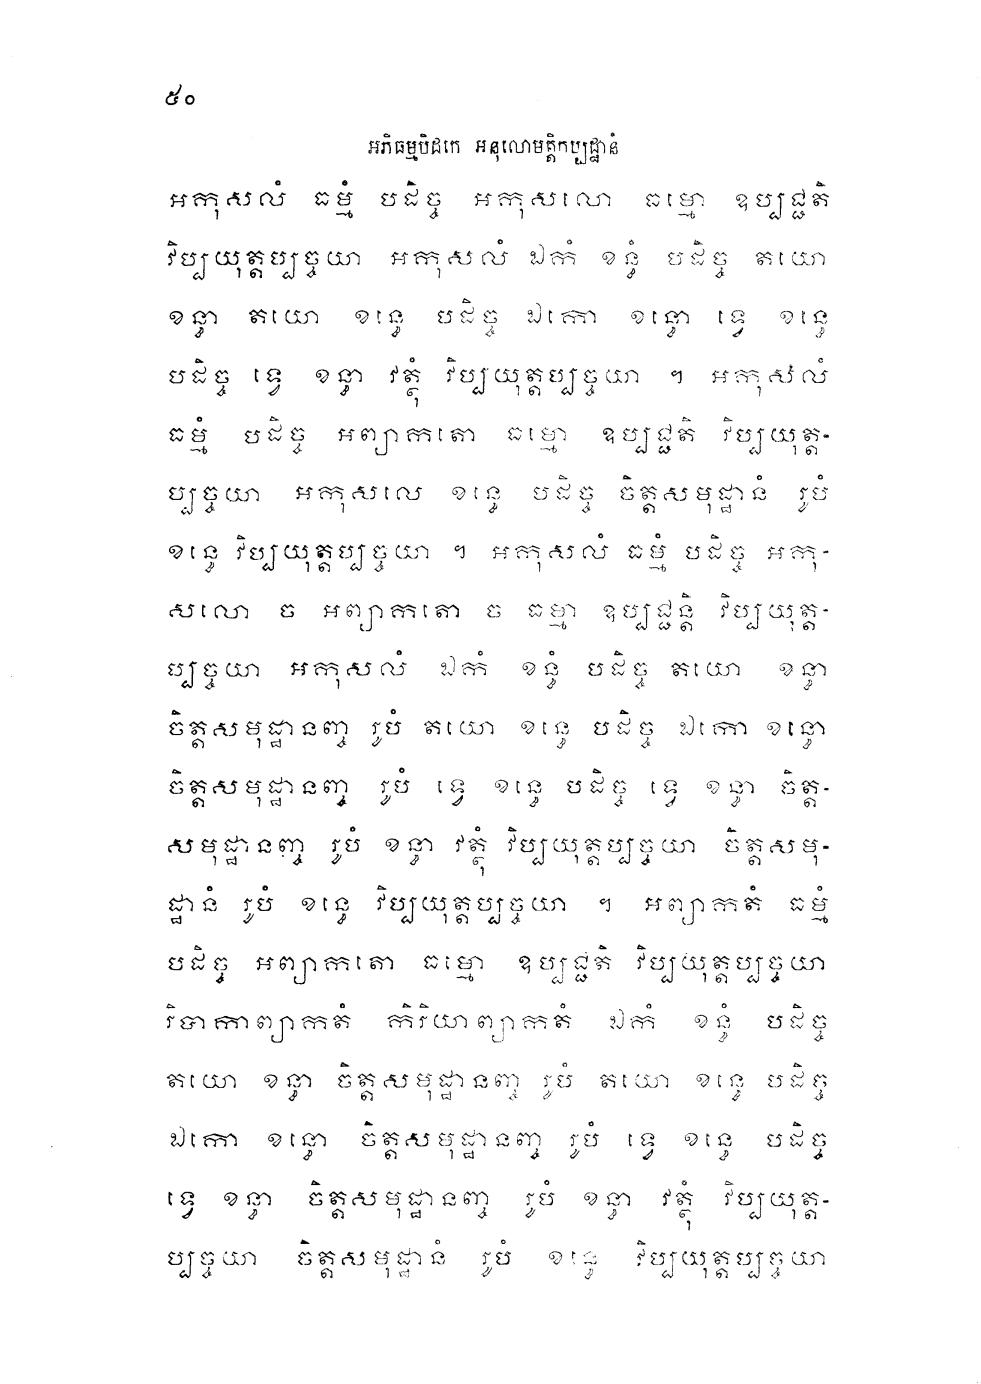 ៥០
អភិធម្មបិដកេ អនុលោមត្តិកប្បដ្ឋានំ
អកុសលំ ធម្មំ បដិច្ច អកុសលោ ធម្មោ ឧប្បជ្ជតិ
វិប្បយុត្តប្បច្ចយា អកុសលំ ឯកំ ខន្ធំ បដិច្ច តយោ
ខន្ធា តយោ ខន្ធេ បដិច្ច ឯកោ ខន្ធោ ទ្វេ ខន្ធេ
បដិច្ច ទ្វេ ខន្ធា វត្ថុំ វិប្បយុត្តប្បច្ចយា ។ អកុសលំ
ធម្មំ បដិច្ច អព្យាកតោ ធម្មោ ឧប្បជ្ជតិ វិប្បយុត្ត-
ប្បច្ចយា អកុសលេ ខន្ធេ បដិច្ច ចិត្តសមុដ្ឋានំ រូបំ
ខន្ធេ វិប្បយុត្តប្បច្ចយា ។ អកុសលំ ធម្មំ បដិច្ច អកុ-
សលោ ច អព្យាកតោ ច ធម្មា ឧប្បជ្ជន្តិ វិប្បយុត្ត-
ប្បច្ចយា អកុសលំ ឯកំ ខន្ធំ បដិច្ច តយោ ខន្ធា
ចិត្តសមុដ្ឋានញ្ច រូបំ តយោ ខន្ធេ បដិច្ច ឯកោ ខន្ធោ
ចិត្តសមុដ្ឋានញ្ច រូបំ ទ្វេ ខន្ធេ បដិច្ច ទ្វេ ខន្ធា ចិត្ត-
សមុដ្ឋានញ្ច រូបំ ខន្ធា វត្ថុំ វិប្បយុត្តប្បច្ចយា ចិត្តសមុ-
ដ្ឋានំ រូបំ ខន្ធេ វិប្បយុត្តប្បច្ចយា ។ អព្យាកតំ ធម្មំ
បដិច្ច អព្យាកតោ ធម្មោ ឧប្បជ្ជតិ វិប្បយុត្តប្បច្ចយា
វិបាកាព្យាកតំ កិរិយាព្យាកតំ ឯកំ ខន្ធំ បដិច្ច
តយោ ខន្ធា ចិត្តសមុដ្ឋានញ្ច រូបំ តយោ ខន្ធេ បដិច្ច
ឯកោ ខន្ធោ ចិត្តសមុដ្ឋានញ្ច រូបំ ទ្វេ ខន្ធេ បដិច្ច
ទ្វេ ខន្ធា ចិត្តសមុដ្ឋានញ្ច រូបំ ខន្ធា វត្ថុំ វិប្បយុត្ត-
ប្បច្ចយា ចិត្តសមុដ្ឋានំ រូបំ ខន្ធេ វិប្បយុត្តប្បច្ចយា